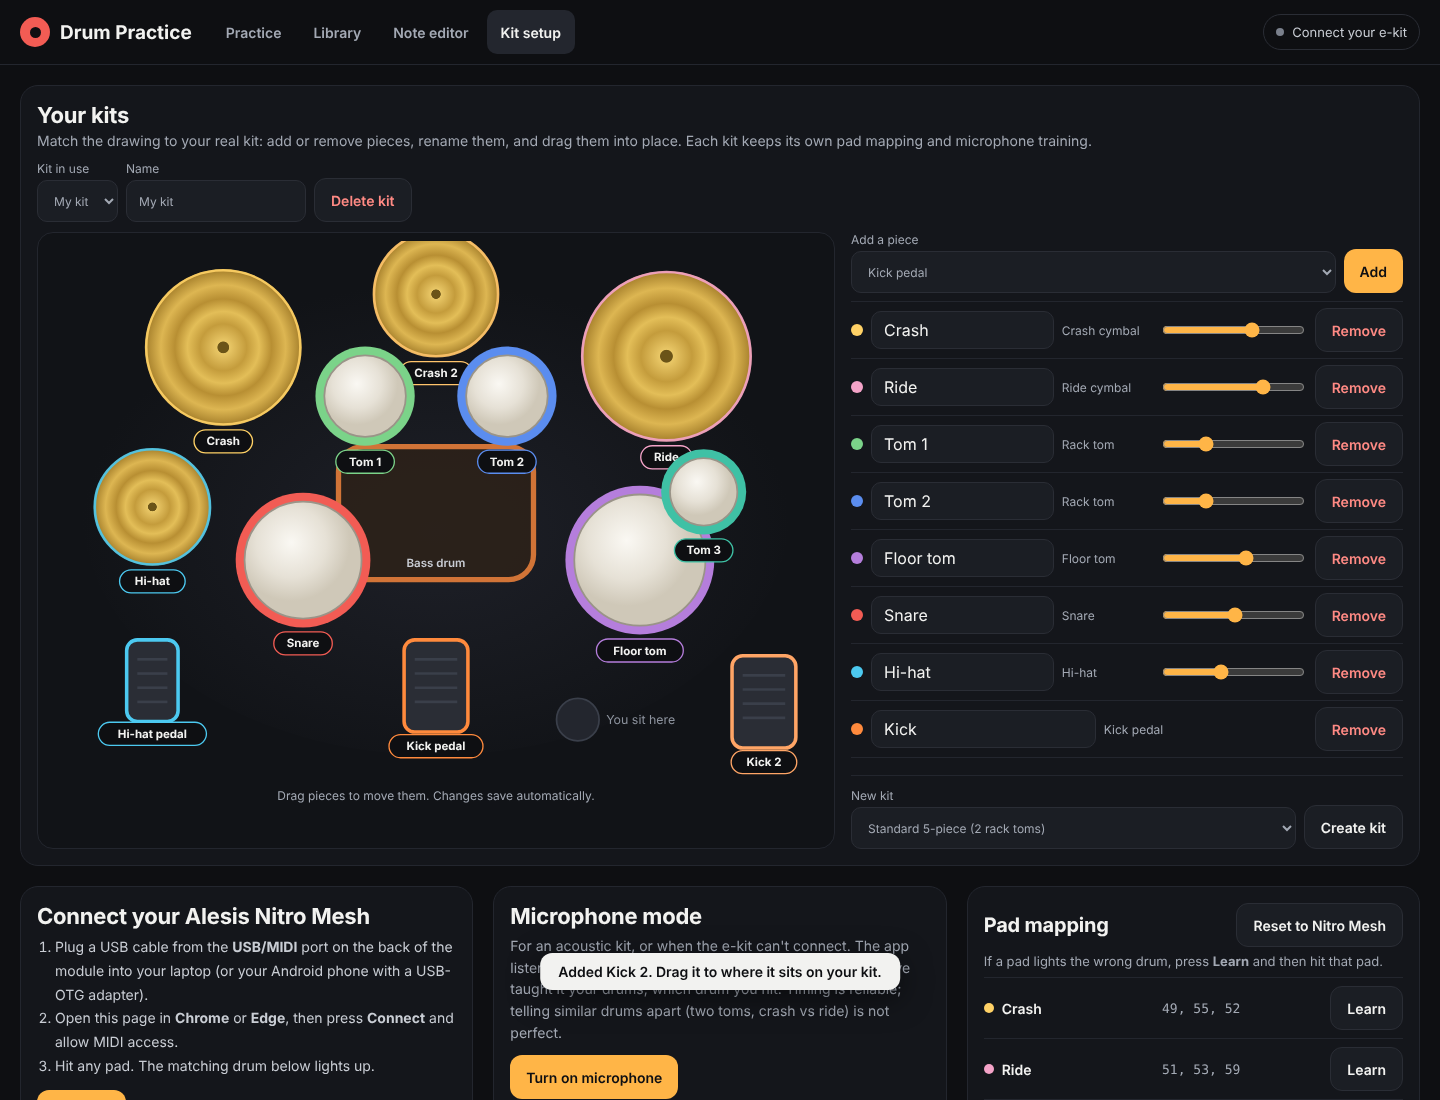 Drum Practice
Practice
Library
Note editor
Kit setup
Connect your e-kit
Your kits
Match the drawing to your real kit: add or remove pieces, rename them, and drag them into place. Each kit keeps its own pad mapping and microphone training.
Kit in use
Name
My kit
My kit
Delete kit
Crash 2
Crash
Tom 1
Tom 2
Ride
Tom 3
Bass drum
Hi-hat
Snare
Floor tom
You sit here
Hi-hat pedal
Kick pedal
Kick 2
Drag pieces to move them. Changes save automatically.
Add a piece
Kick pedal
Add
Crash
Crash cymbal
Remove
Ride
Ride cymbal
Remove
Tom 1
Rack tom
Remove
Tom 2
Rack tom
Remove
Floor tom
Floor tom
Remove
Snare
Snare
Remove
Hi-hat
Hi-hat
Remove
Kick
Kick pedal
Remove
New kit
Standard 5-piece (2 rack toms)
Create kit
Connect your Alesis Nitro Mesh
1. Plug a USB cable from the USB/MIDI port on the back of the
module into your laptop (or your Android phone with a USB-
OTG adapter).
2. Open this page in Chrome or Edge, then press Connect and
allow MIDI access.
3. Hit any pad. The matching drum below lights up.
Microphone mode
For an acoustic kit, or when the e-kit can't connect. The app
Added Kick 2. Drag it to where it sits on your kit.
taught it your drums, which drum you hit. Timing is reliable;
telling similar drums apart (two toms, crash vs ride) is not
perfect.
Turn on microphone
Pad mapping
Reset to Nitro Mesh
If a pad lights the wrong drum, press Learn and then hit that pad.
Crash
49, 55, 52
Learn
Ride
51, 53, 59
Learn